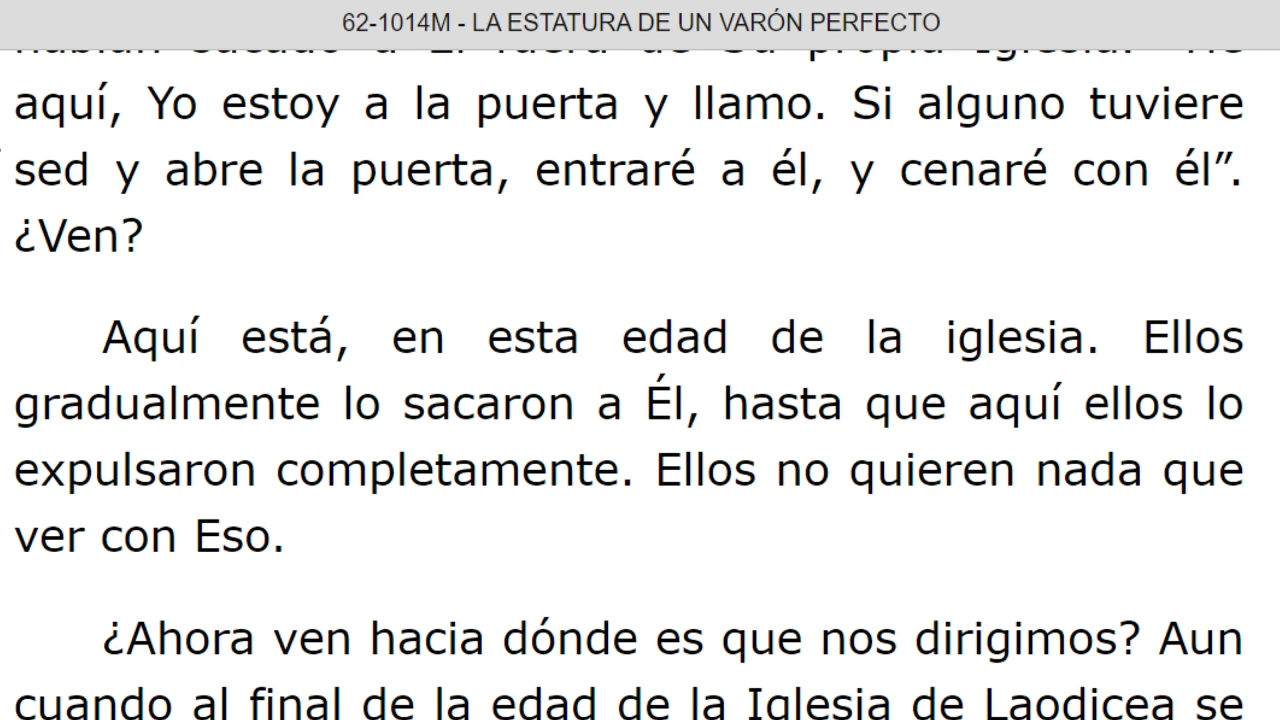 62-1014M - LA ESTATURA DE UN VARÓN PERFECTO
aquí, Yo estoy a la puerta y llamo. Si alguno tuviere
sed y abre la puerta, entraré a él, y cenaré con él”.
¿Ven?
Aquí está, en esta edad de la iglesia. Ellos
gradualmente lo sacaron a Él, hasta que aquí ellos lo
expulsaron completamente. Ellos no quieren nada que
ver con Eso.
¿Ahora ven hacia dónde es que nos dirigimos? Aun
cuando al final de la edad de la Iglesia de Laodicea se